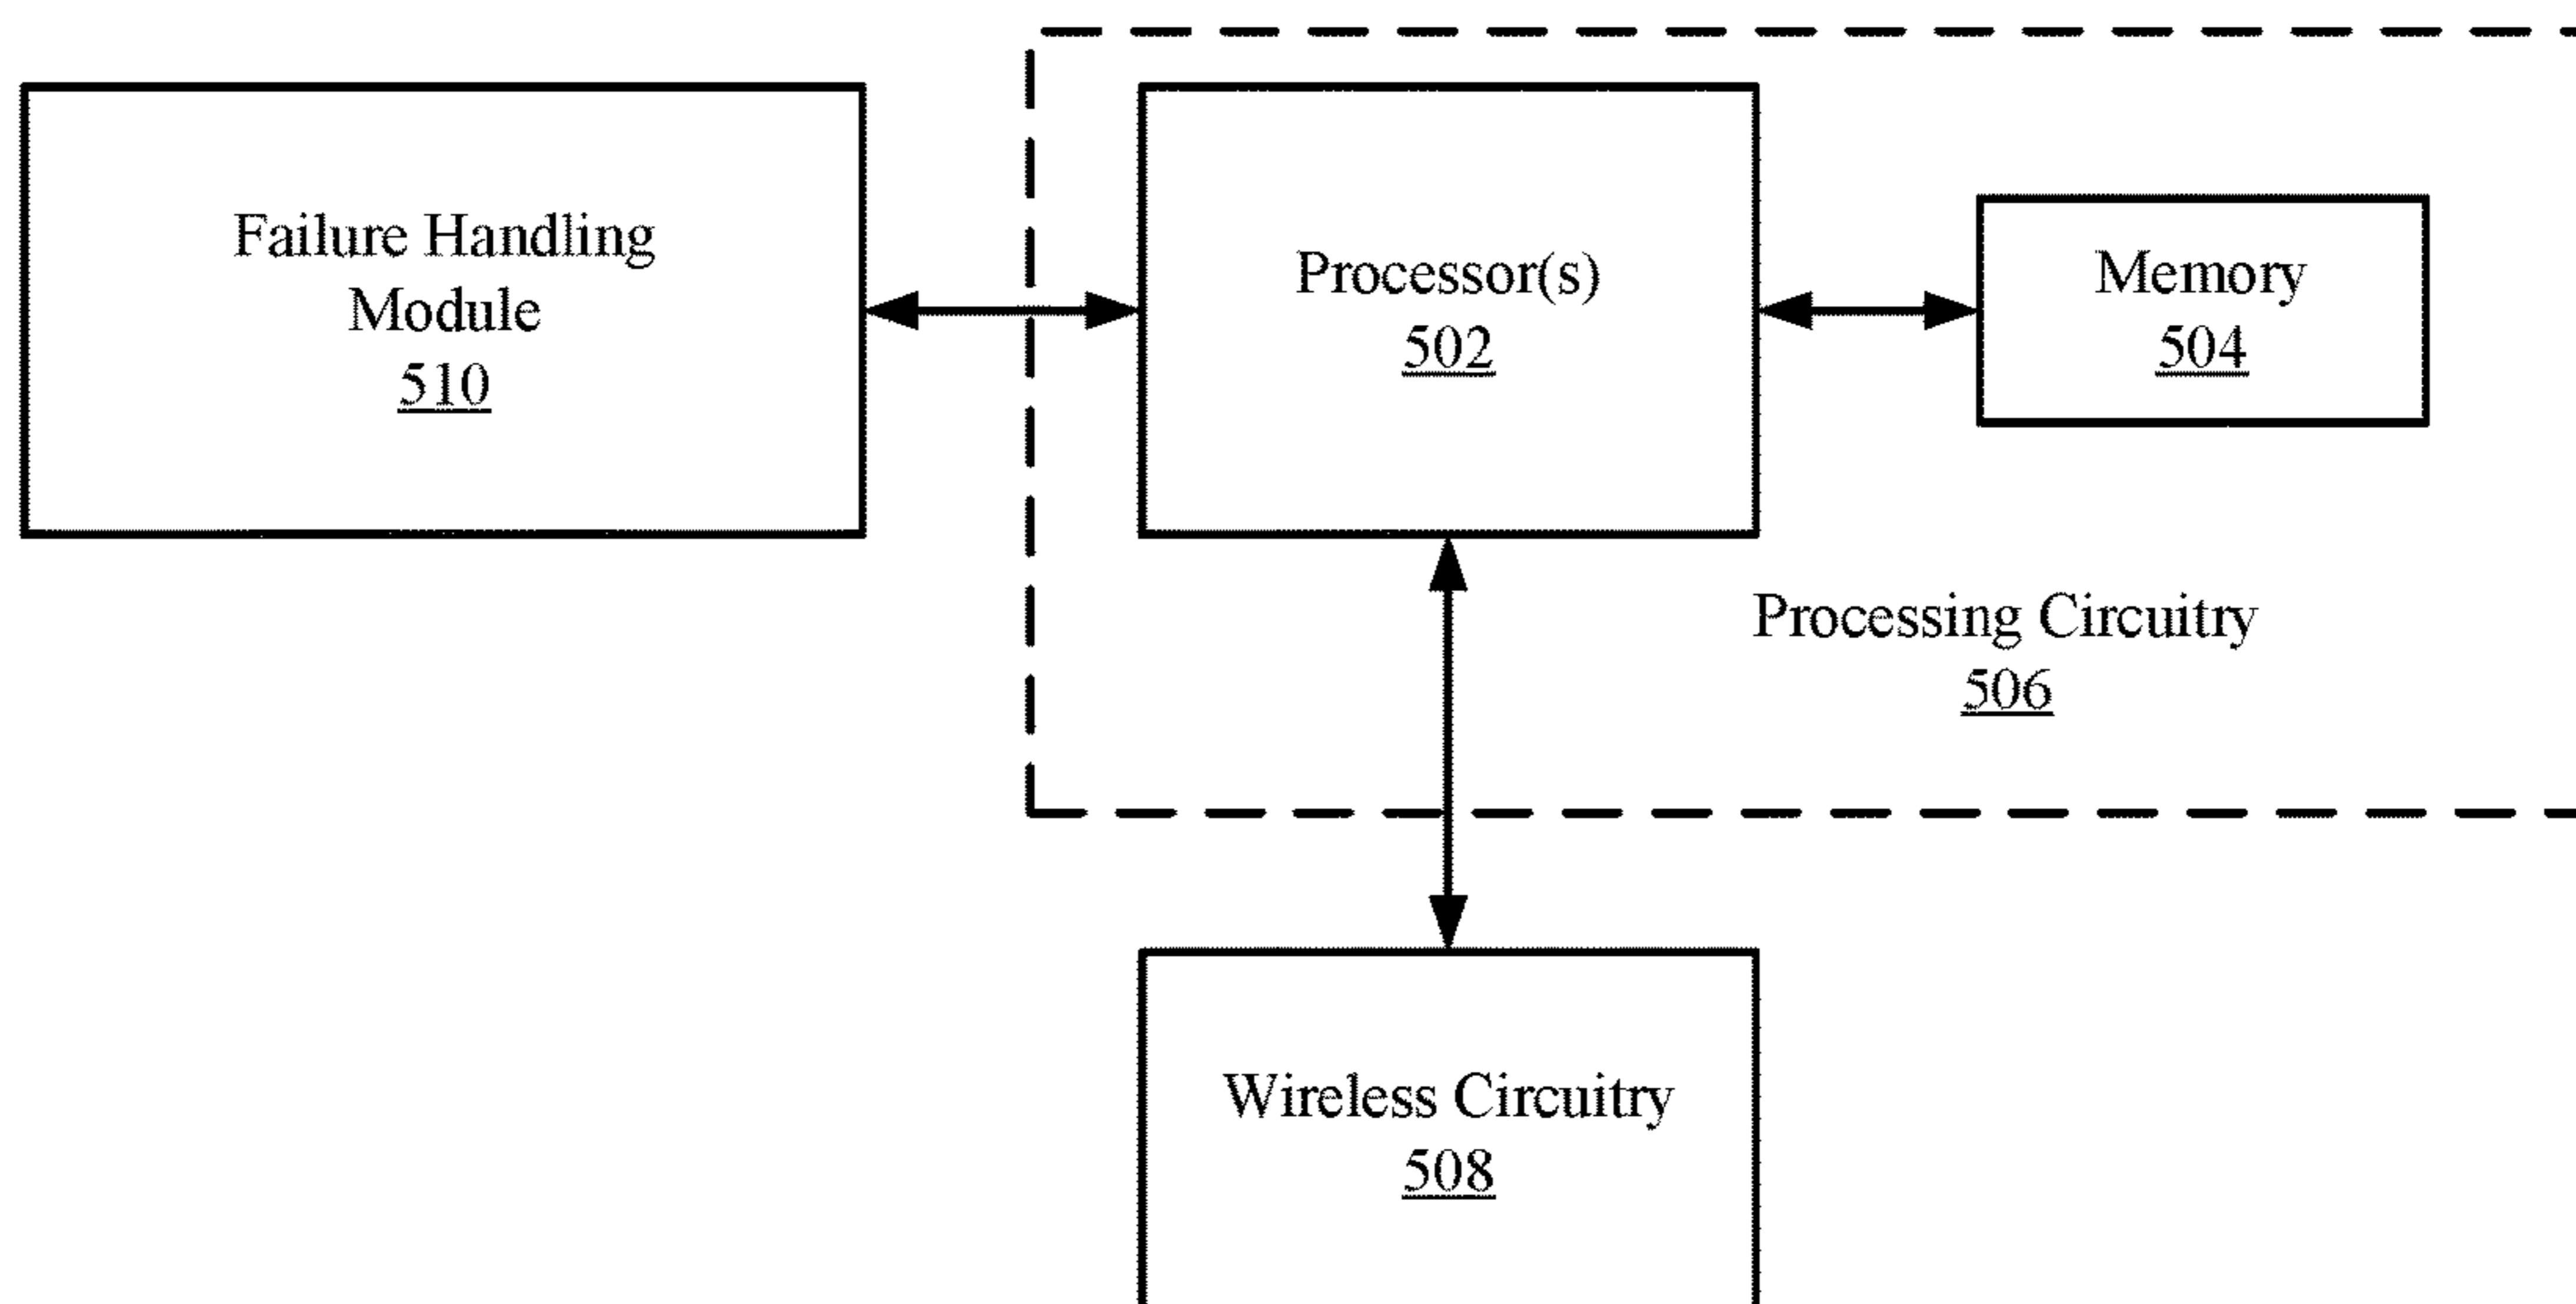 Failure Handling
Module
510
Processor(s)
502
Memory
504
Processing Circuitry
506
Wireless Circuitry
508